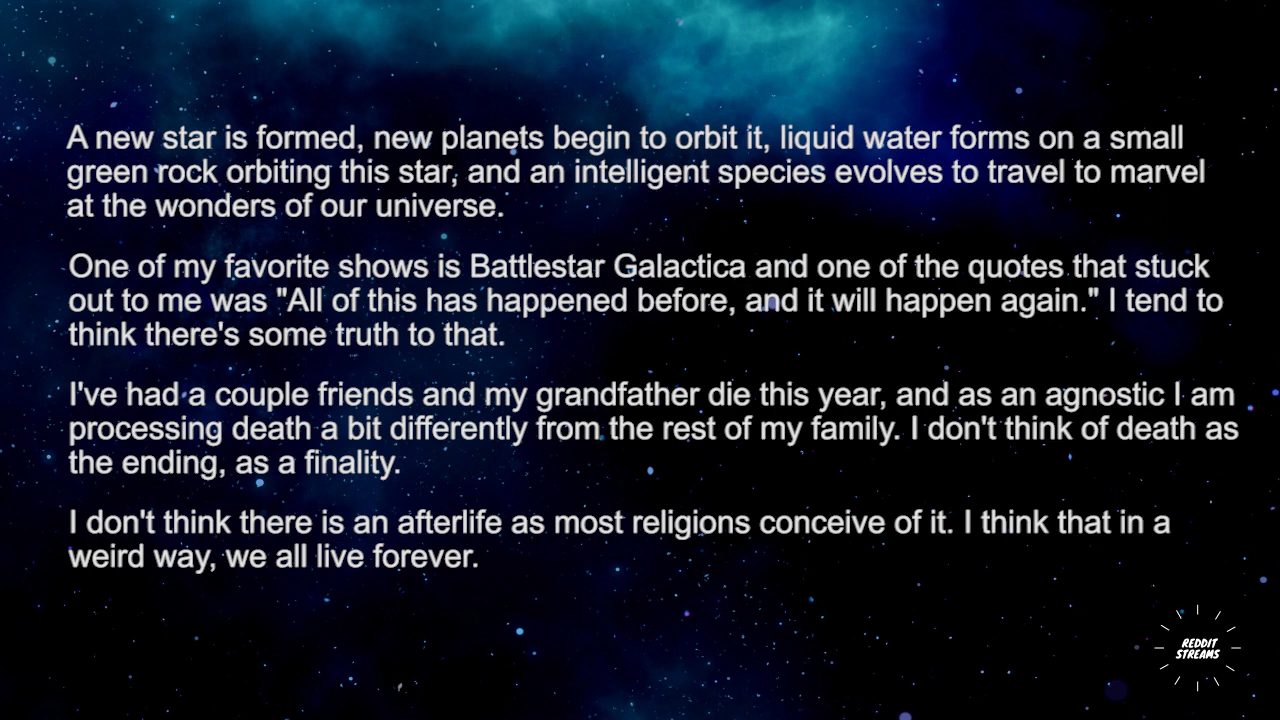 A new star is formed, new planets begin to orbit it, liquid water forms on a small
green rock orbiting this star, and an intelligent species evolves to travel to marvel
at the wonders of our universe.
One of my favorite shows is Battlestar Galactica and one of the quotes that stuck
out to me was "All of this has happened before, and it will happen again." I tend to
think there's some truth to that.
I've had a couple friends and my grandfather die this year, and as an agnostic I am
processing death a bit differently from the rest of my family. I don't think of death as
the ending, as a finality.
I don't think there is an afterlife as most religions conceive of it. I think that in a
weird way, we all live forever.
REDDIT
STREAMS